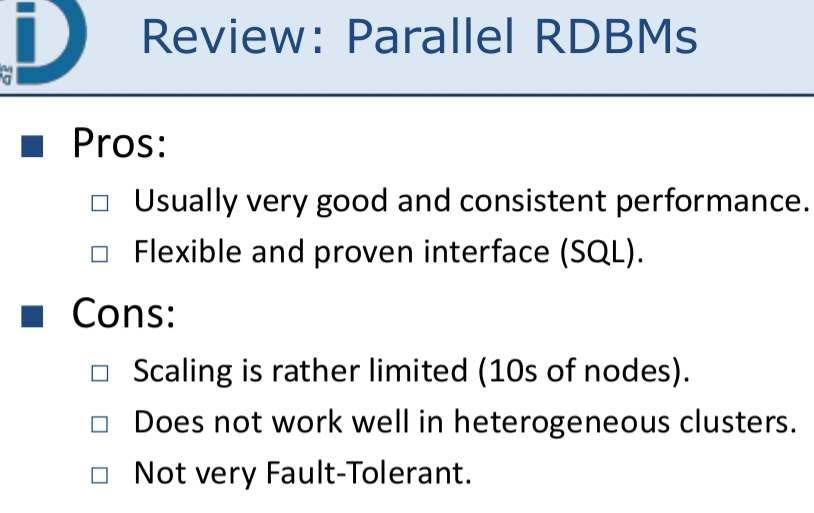 Review: Parallel RDBMs
Pros:
Usually very good and consistent performance.
Flexible and proven interface (SQL).
Cons:
Scaling is rather limited (10s of nodes).
Does not work well in heterogeneous clusters.
Not very Fault-Tolerant.